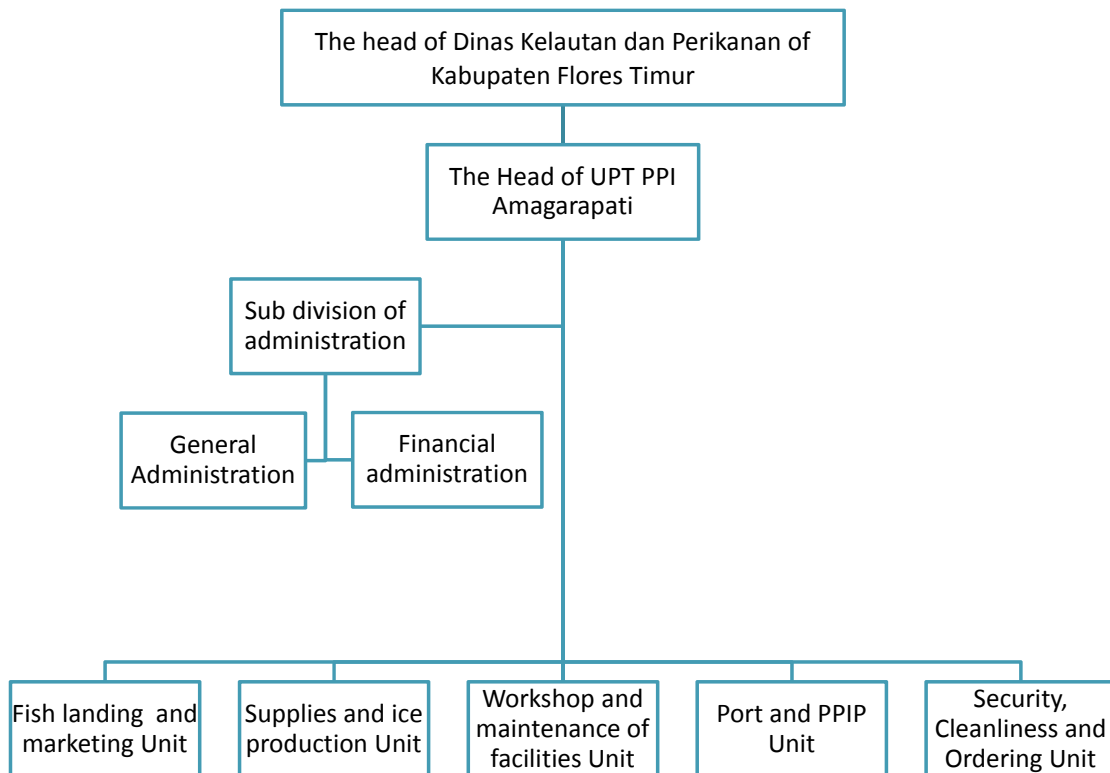 The head of Dinas Kelautan dan Perikanan of
Kabupaten Flores Timur
The Head of UPT PPI
Amagarapati
Sub division of
administration
General
Administration
Financial
administration
Fish landing and
marketing Unit
Supplies and ice
production Unit
Workshop and
maintenance of
facilities Unit
Port and PPIP
Unit
Security,
Cleanliness and
Ordering Unit